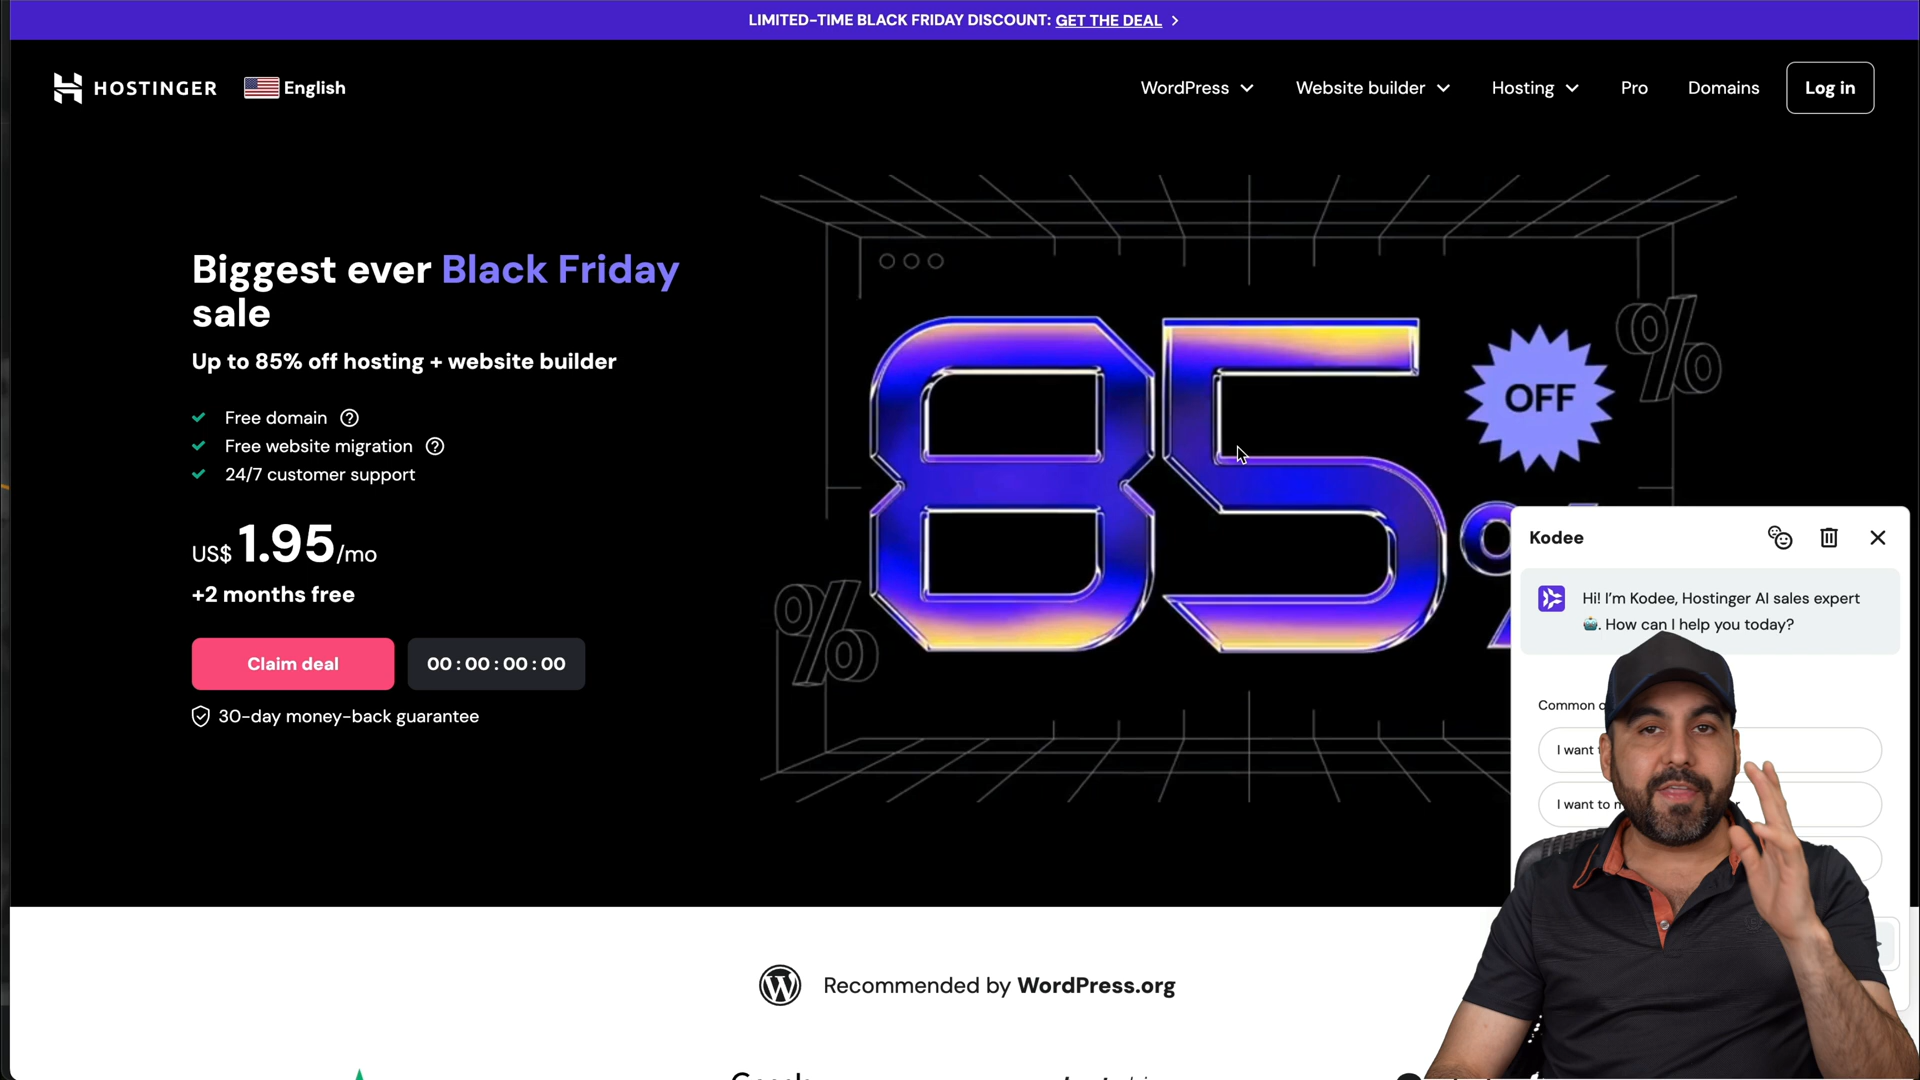 LIMITED-TIME BLACK FRIDAY DISCOUNT: GET THE DEAL
HOSTINGER
English
WordPress
Website builder
Hosting
Pro
Domains
Log in
Biggest ever Black Friday
sale
Up to 85% off hosting + website builder
Free domain
Free website migration
24/7 customer support
US$ 1.95/mo
+2 months free
Claim deal
00 : 00 : 00 : 00
30-day money-back guarantee
85%
OFF
%
%
Kodee
Hi! I'm Kodee, Hostinger AI sales expert
🤖. How can I help you today?
Common
I want
I want to
Recommended by WordPress.org